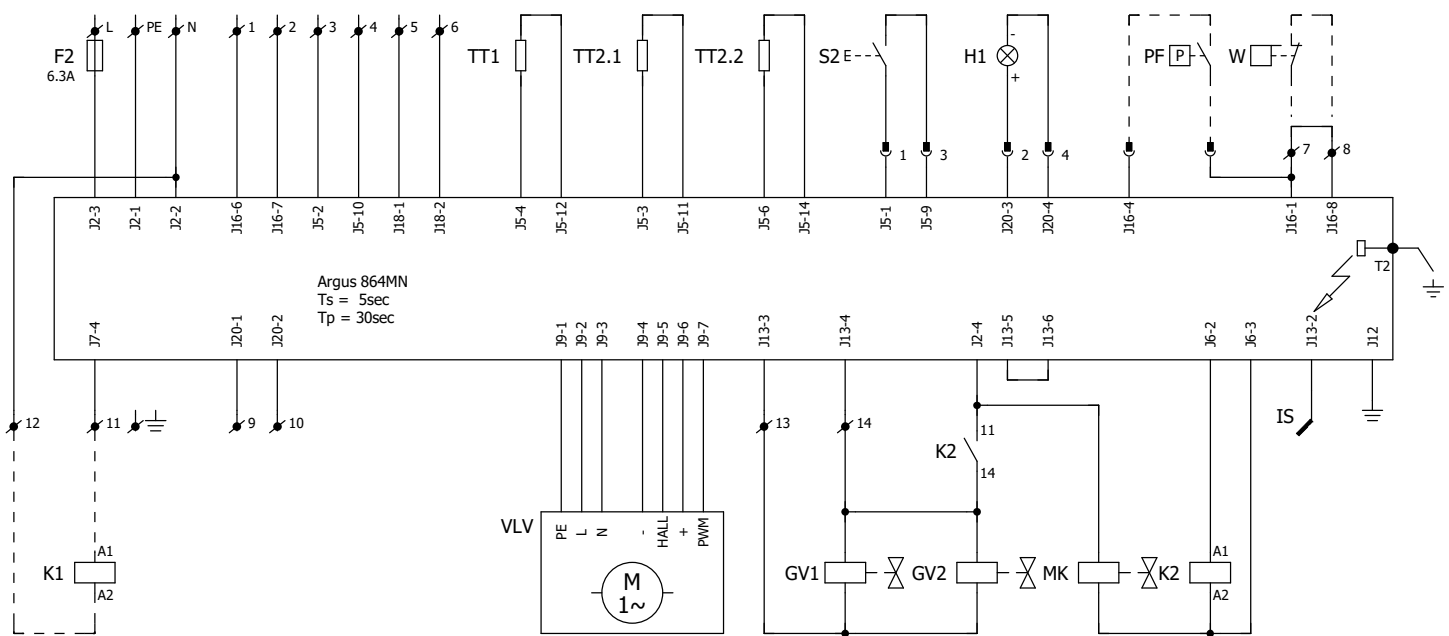 L
PE
N
1
2
3
4
5
6
F2
6.3A
TT1
TT2.1
TT2.2
S2
H1
-
+
PF
P
W
1
3
2
4
7
8
J2-3
J2-1
J2-2
J16-6
J16-7
J5-2
J5-10
J18-1
J18-2
J5-4
J5-12
J5-3
J5-11
J5-6
J5-14
J5-1
J5-9
J20-3
J20-4
J16-4
J16-1
J16-8
T2
Argus 864MN
Ts = 5sec
Tp = 30sec
J7-4
J20-1
J20-2
J9-1
J9-2
J9-3
J9-4
J9-5
J9-6
J9-7
J13-3
J13-4
J2-4
J13-5
J13-6
J6-2
J6-3
J13-2
J12
12
11
9
10
13
14
11
K2
14
IS
VLV
PE
L
N
-
HALL
+
PWM
M
1~
K1
A1
A2
GV1
GV2
MK
K2
A1
A2